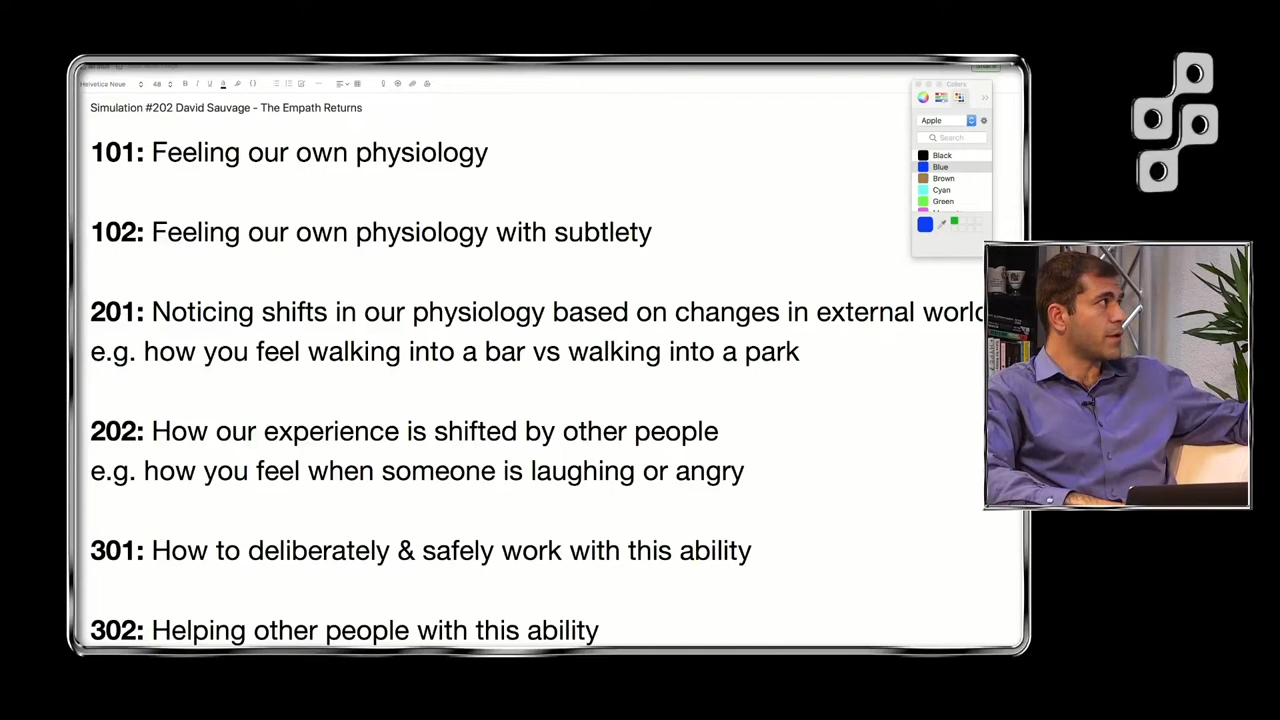 Helvetica Neue
48
Simulation #202 David Sauvage - The Empath Returns
101: Feeling our own physiology
102: Feeling our own physiology with subtlety
201: Noticing shifts in our physiology based on changes in external
e.g. how you feel walking into a bar vs walking into a park
202: How our experience is shifted by other people
e.g. how you feel when someone is laughing or angry
301: How to deliberately & safely work with this ability
302: Helping other people with this ability
Colors
Apple
Search
Black
Blue
Brown
Cyan
Green